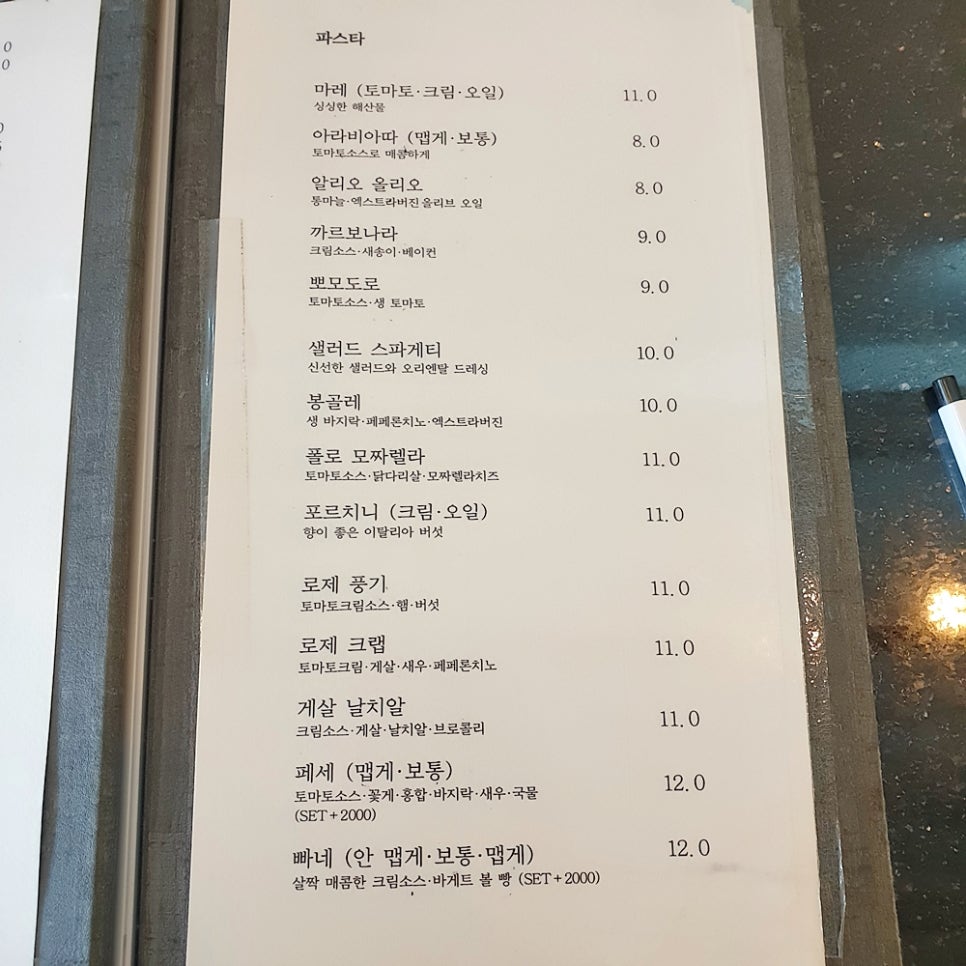 파스타
마레 (토마토·크림·오일) 11.0
싱싱한 해산물
아라비아따 (맵게·보통) 8.0
토마토소스로 매콤하게
알리오 올리오 8.0
통마늘·엑스트라버진올리브 오일
까르보나라 9.0
크림소스·새송이·베이컨
뽀모도로 9.0
토마토소스·생 토마토
샐러드 스파게티 10.0
신선한 샐러드와 오리엔탈 드레싱
봉골레 10.0
생 바지락·페페론치노·엑스트라버진
폴로 모짜렐라 11.0
토마토소스·닭다리살·모짜렐라치즈
포르치니 (크림·오일) 11.0
향이 좋은 이탈리아 버섯
로제 풍기 11.0
토마토크림소스·햄·버섯
로제 크랩 11.0
토마토크림·게살·새우·페페론치노
게살 날치알 11.0
크림소스·게살·날치알·브로콜리
페세 (맵게·보통) 12.0
토마토소스·꽃게·홍합·바지락·새우·국물
(SET+2000)
빠네 (안 맵게·보통·맵게) 12.0
살짝 매콤한 크림소스·바게트 볼 빵 (SET+2000)